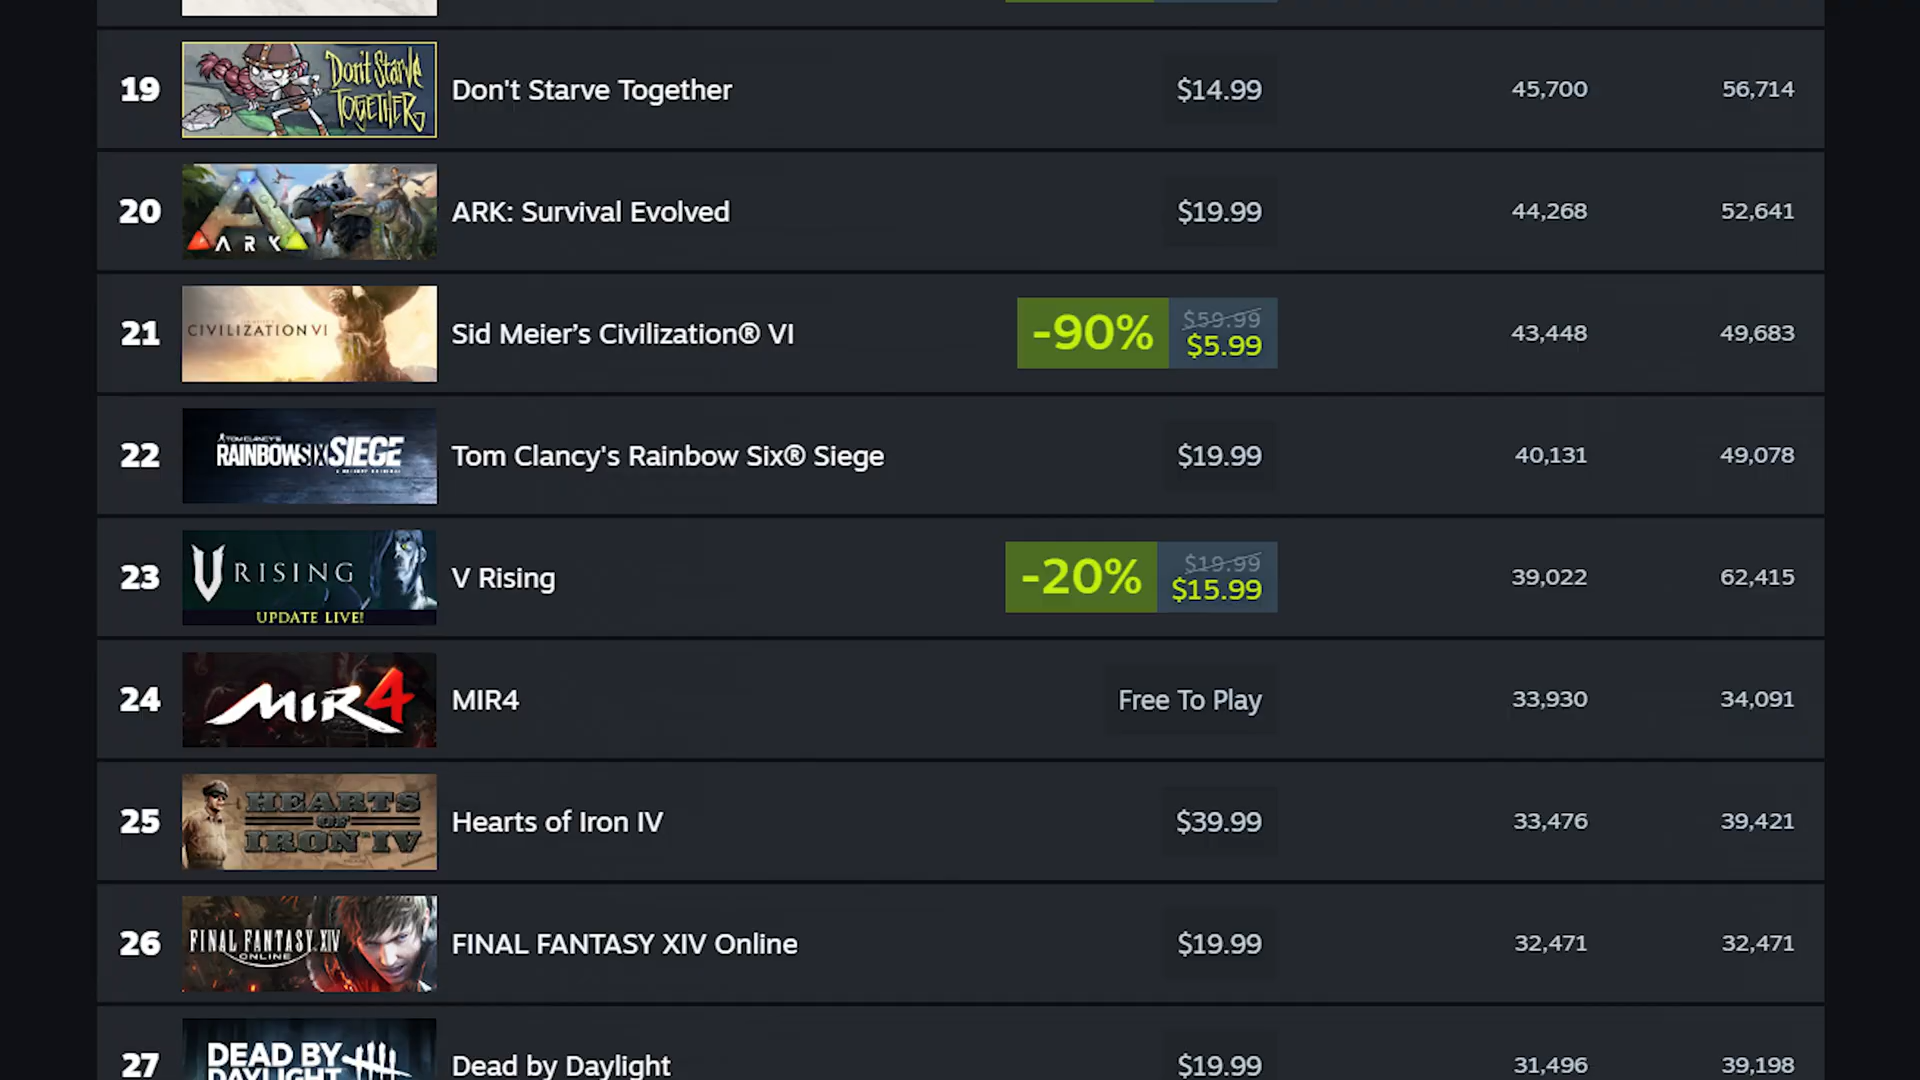 19 Don't Starve TOGETHER Don't Starve Together $14.99 45,700 56,714
20 ARK ARK: Survival Evolved $19.99 44,268 52,641
21 CIVILIZATION VI Sid Meier's Civilization® VI -90% $59.99 $5.99 43,448 49,683
22 TOM CLANCY'S RAINBOW SIX SIEGE Tom Clancy's Rainbow Six® Siege $19.99 40,131 49,078
23 V RISING UPDATE LIVE! V Rising -20% $19.99 $15.99 39,022 62,415
24 MIR4 MIR4 Free To Play 33,930 34,091
25 HEARTS OF IRON IV Hearts of Iron IV $39.99 33,476 39,421
26 FINAL FANTASY XIV ONLINE FINAL FANTASY XIV Online $19.99 32,471 32,471
27 DEAD BY DAYLIGHT Dead by Daylight $19.99 31,496 39,198